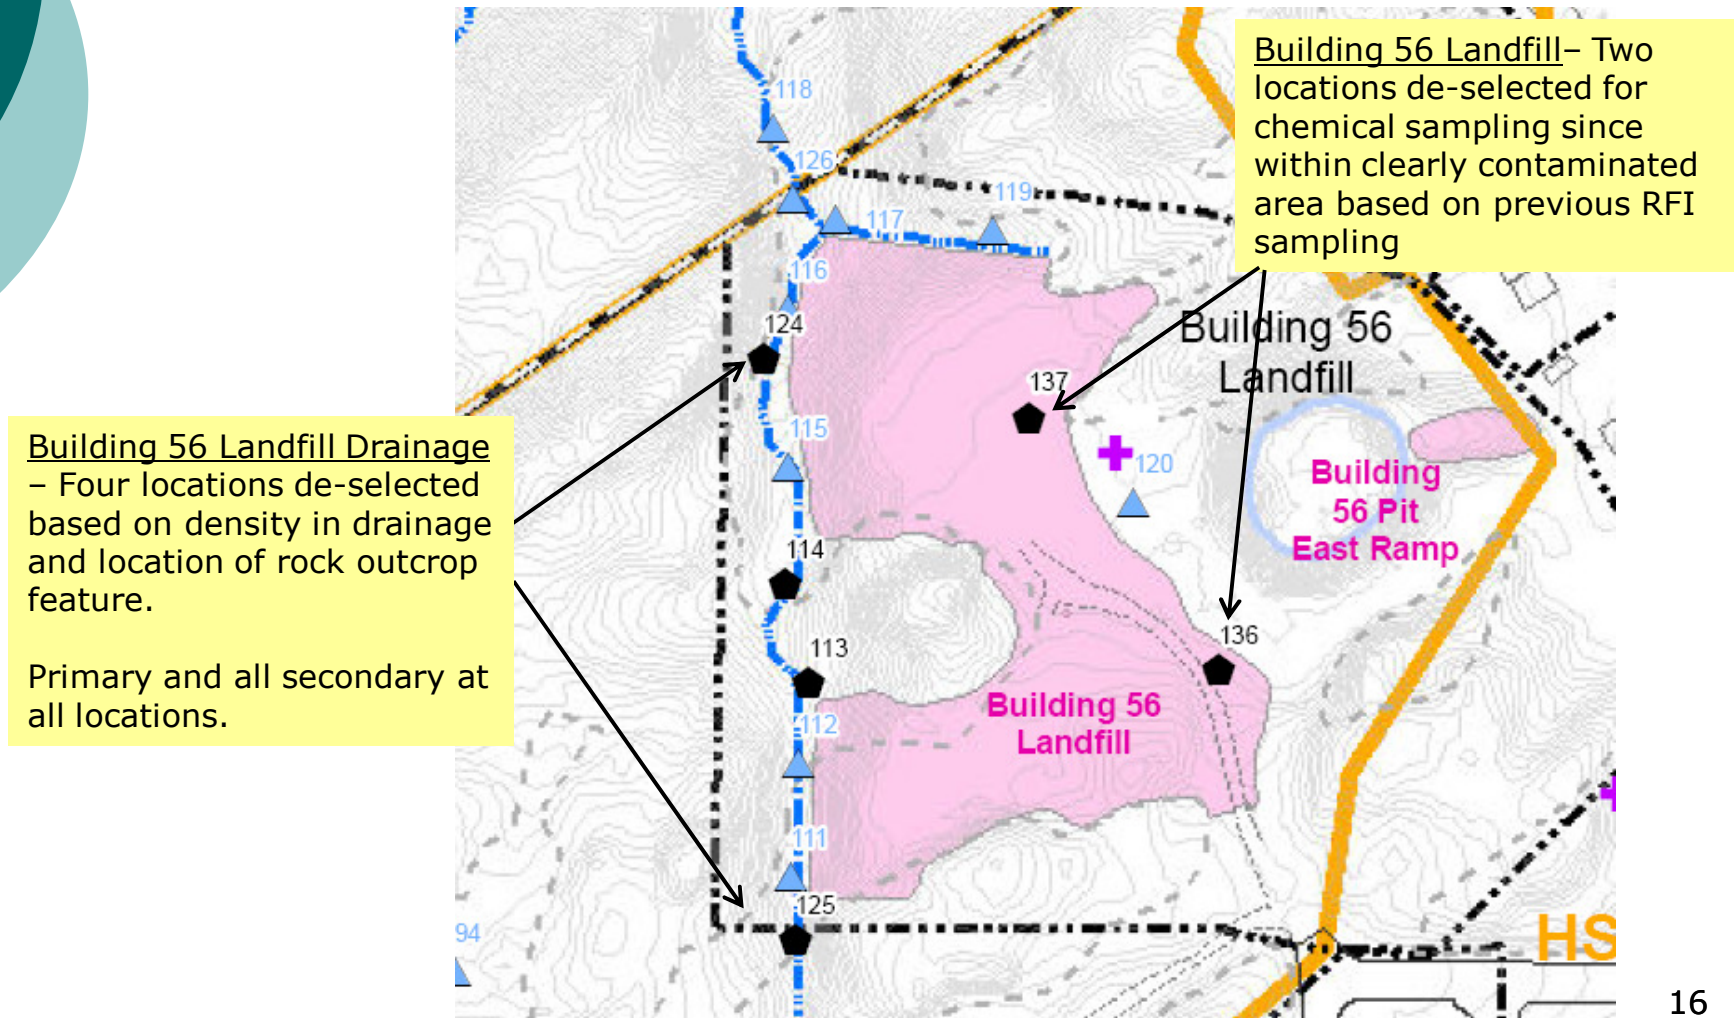 118
126
119
117
116
124
Building 56 Landfill– Two
locations de-selected for
chemical sampling since
within clearly contaminated
area based on previous RFI
sampling
Building 56
Landfill
137
115
120
Building 56 Landfill Drainage
– Four locations de-selected
based on density in drainage
and location of rock outcrop
feature.
Primary and all secondary at
all locations.
Building
56 Pit
East Ramp
114
113
136
Building 56
Landfill
112
111
125
94
HS
16